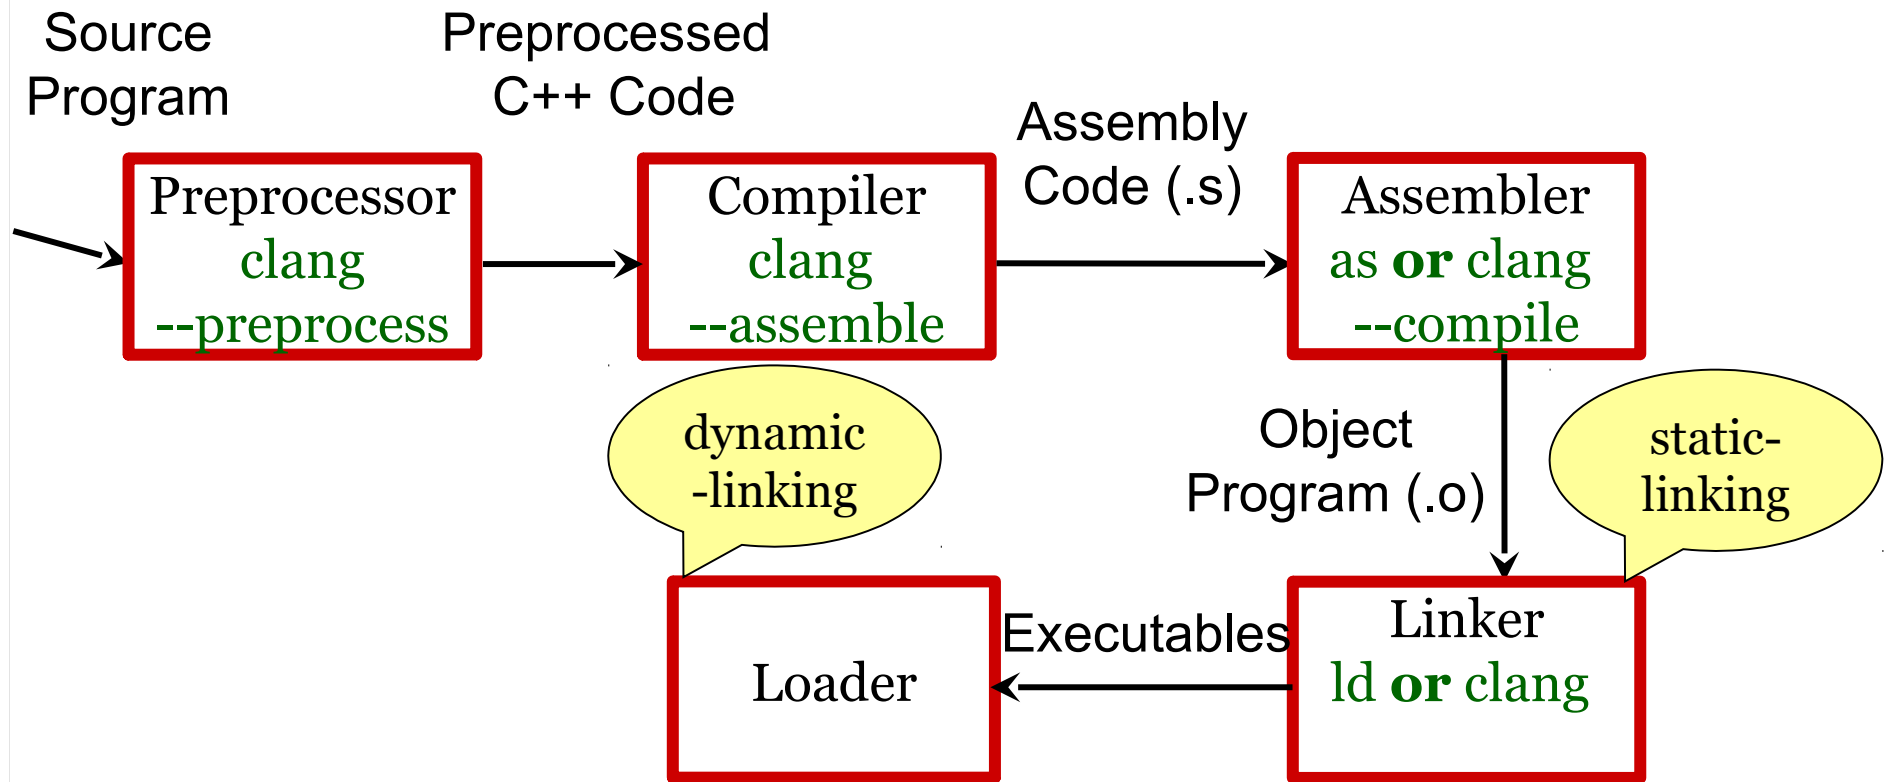 Source
Program
Preprocessed
C++ Code
Assembly
Code (.s)
Preprocessor
clang
--preprocess
Compiler
clang
--assemble
Assembler
as or clang
--compile
dynamic
-linking
Object
Program (.o)
static-
linking
Loader
Executables
Linker
ld or clang